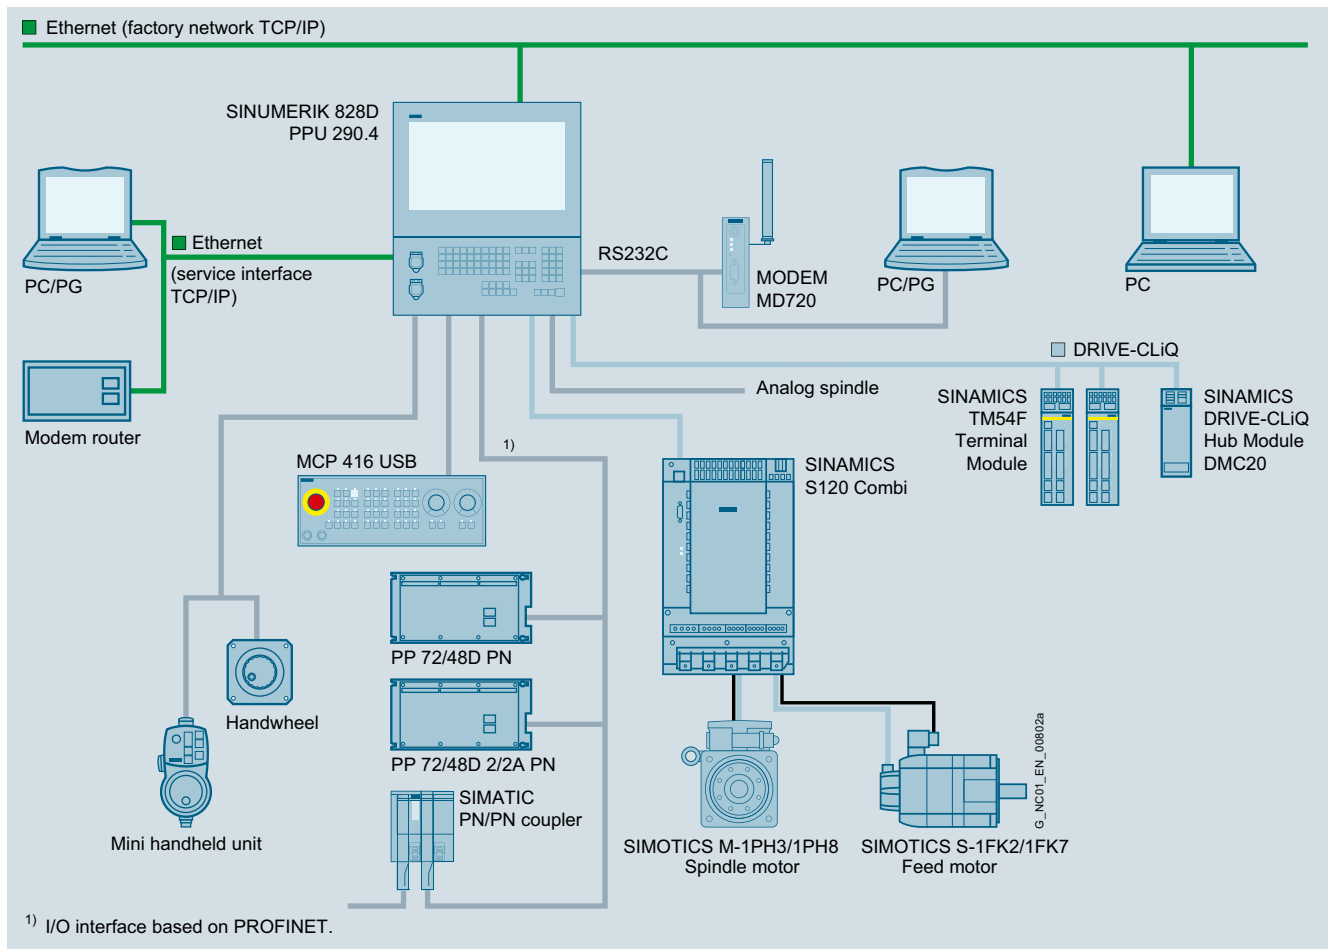 Ethernet (factory network TCP/IP)
SINUMERIK 828D
PPU 290.4
Ethernet
(service interface
TCP/IP)
PC/PG
RS232C
MODEM
MD720
PC/PG
PC
Modem router
DRIVE-CLiQ
Analog spindle
SINAMICS
TM54F
Terminal
Module
SINAMICS
DRIVE-CLiQ
Hub Module
DMC20
1)
MCP 416 USB
SINAMICS
S120 Combi
PP 72/48D PN
Handwheel
PP 72/48D 2/2A PN
SIMATIC
PN/PN coupler
Mini handheld unit
SIMOTICS M-1PH3/1PH8
Spindle motor
SIMOTICS S-1FK2/1FK7
Feed motor
G_NC01_EN_00802a
1) I/O interface based on PROFINET.